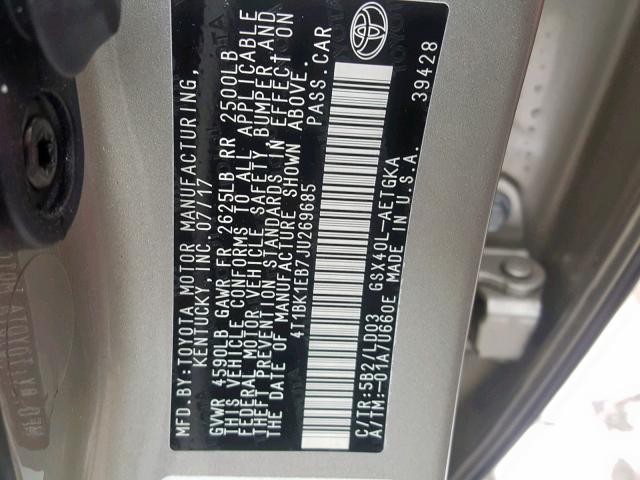 MFD.BY:TOYOTA MOTOR MANUFACTURING,
KENTUCKY, INC. 07/17
GVWR 4590LB GAWR FR 2625LB RR 2500LB
THIS VEHICLE CONFORMS TO ALL APPLICABLE
FEDERAL MOTOR VEHICLE SAFETY, BUMPER AND
THEFT PREVENTION STANDARDS IN EFFECT ON
THE DATE OF MANUFACTURE SHOWN ABOVE.
4T1BK1EB7JU269685 PASS.CAR
C/TR:5B2/LD03 GSX40L-AETGKA
A/TM:-01A/U660E MADE IN U.S.A.
39428
TOYOTA